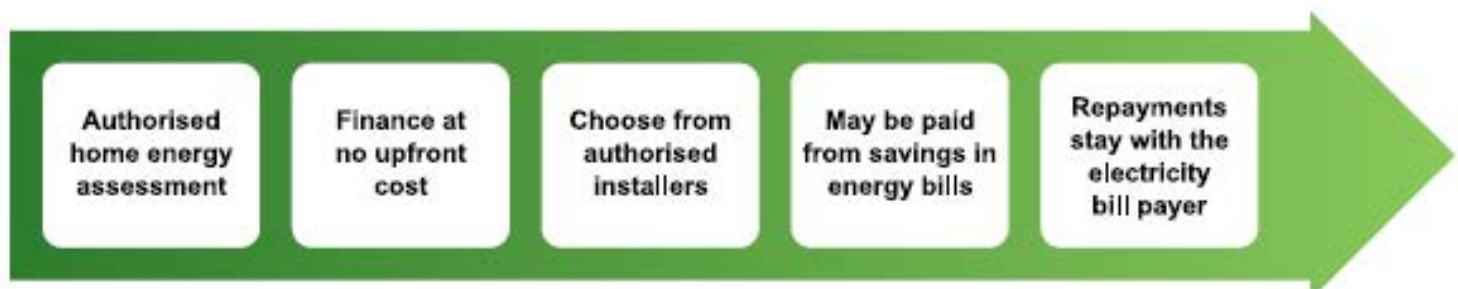 Authorised
home energy
assessment
Finance at
no upfront
cost
Choose from
authorised
installers
May be paid
from savings in
energy bills
Repayments
stay with the
electricity
bill payer